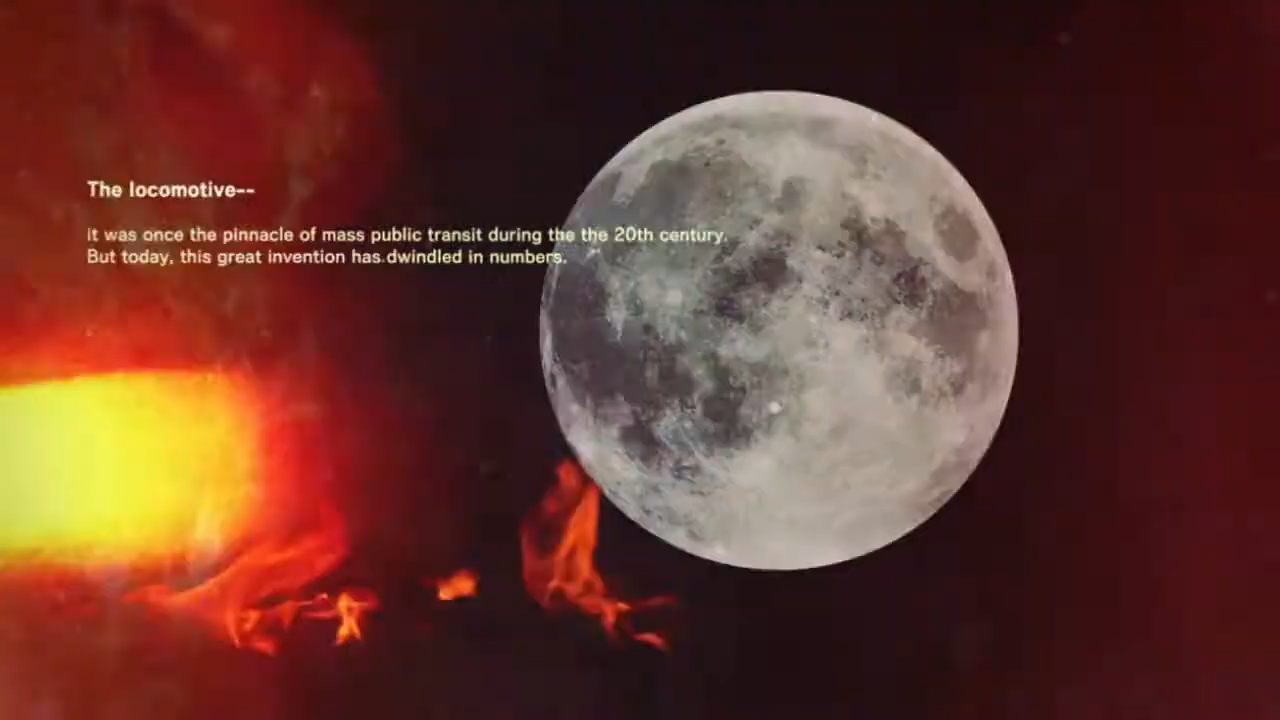 The locomotive--
It was once the pinnacle of mass public transit during the the 20th century.
But today, this great invention has dwindled in numbers.